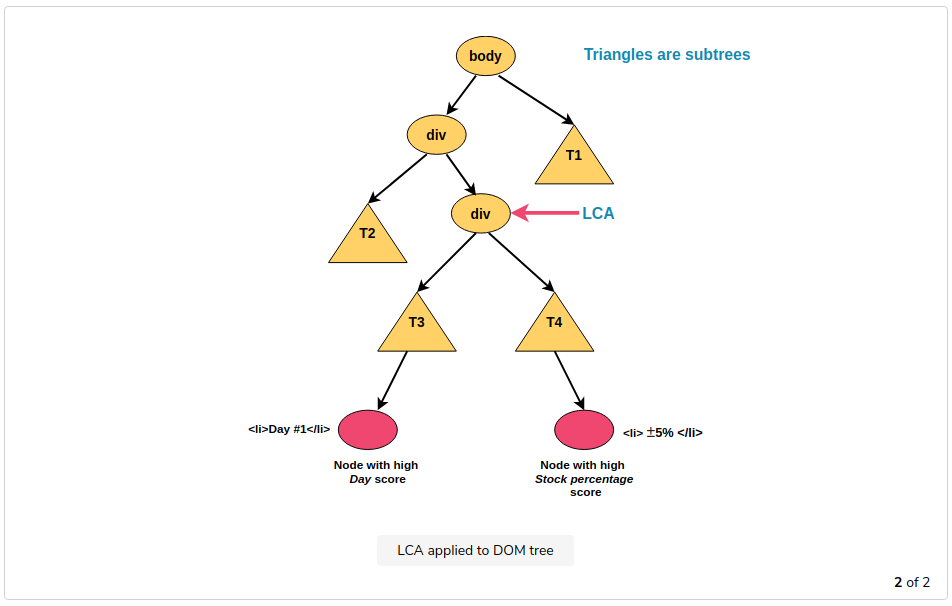 body
Triangles are subtrees
div
T1
div
LCA
T2
T3
T4
<li>Day #1</li>
<li> ±5% </li>
Node with high
Day score
Node with high
Stock percentage
score
LCA applied to DOM tree
2 of 2